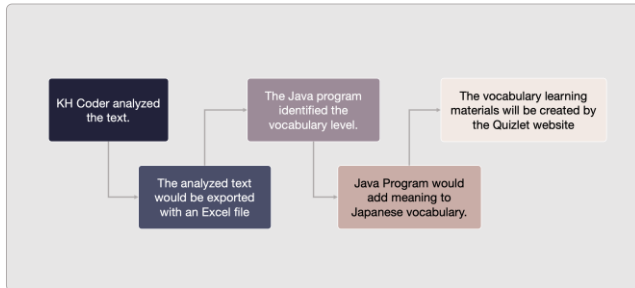 KH Coder analyzed
the text.
The analyzed text
would be exported
with an Excel file
The Java program
identified the
vocabulary level.
Java Program would
add meaning to
Japanese vocabulary.
The vocabulary learning
materials will be created by
the Quizlet website